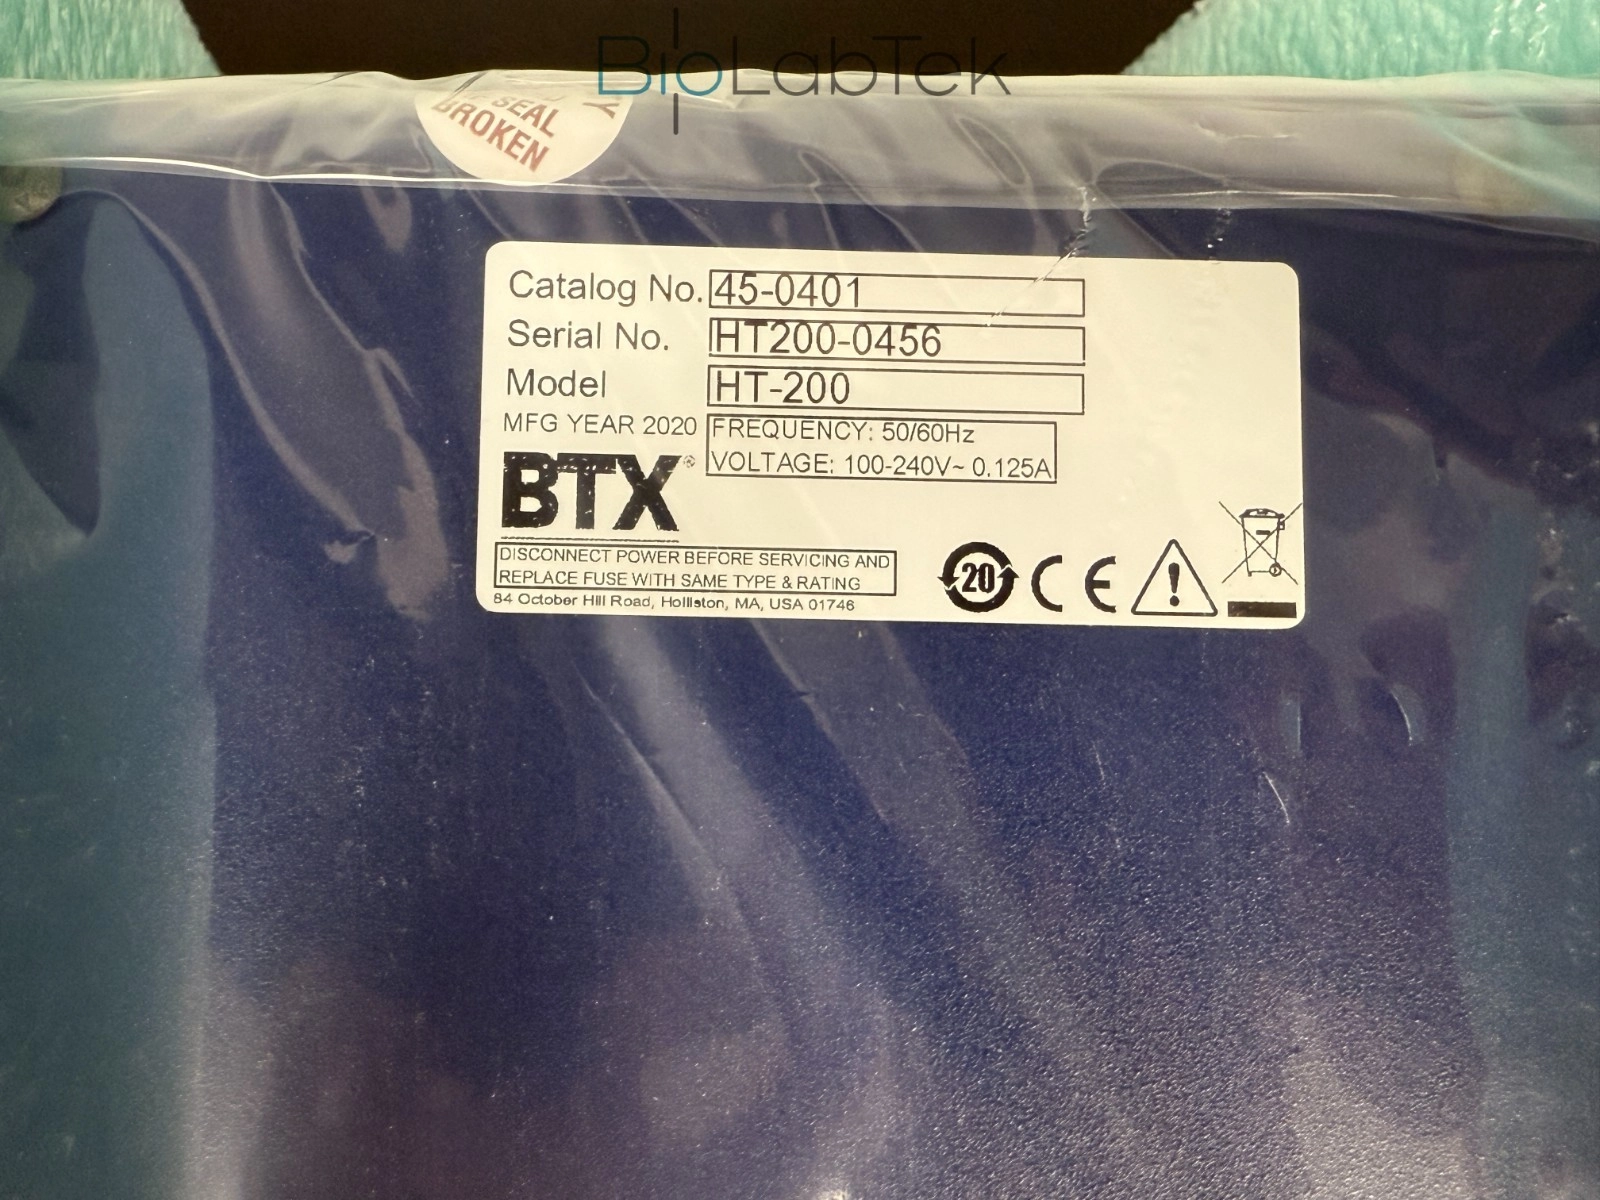 BioLabTek
SEAL
BROKEN
Catalog No. 45-0401
Serial No. HT200-0456
Model HT-200
MFG YEAR 2020
FREQUENCY: 50/60Hz
VOLTAGE: 100-240V~ 0.125A
BTX®
DISCONNECT POWER BEFORE SERVICING AND
REPLACE FUSE WITH SAME TYPE & RATING
84 October Hill Road, Holliston, MA, USA 01746
20
CE